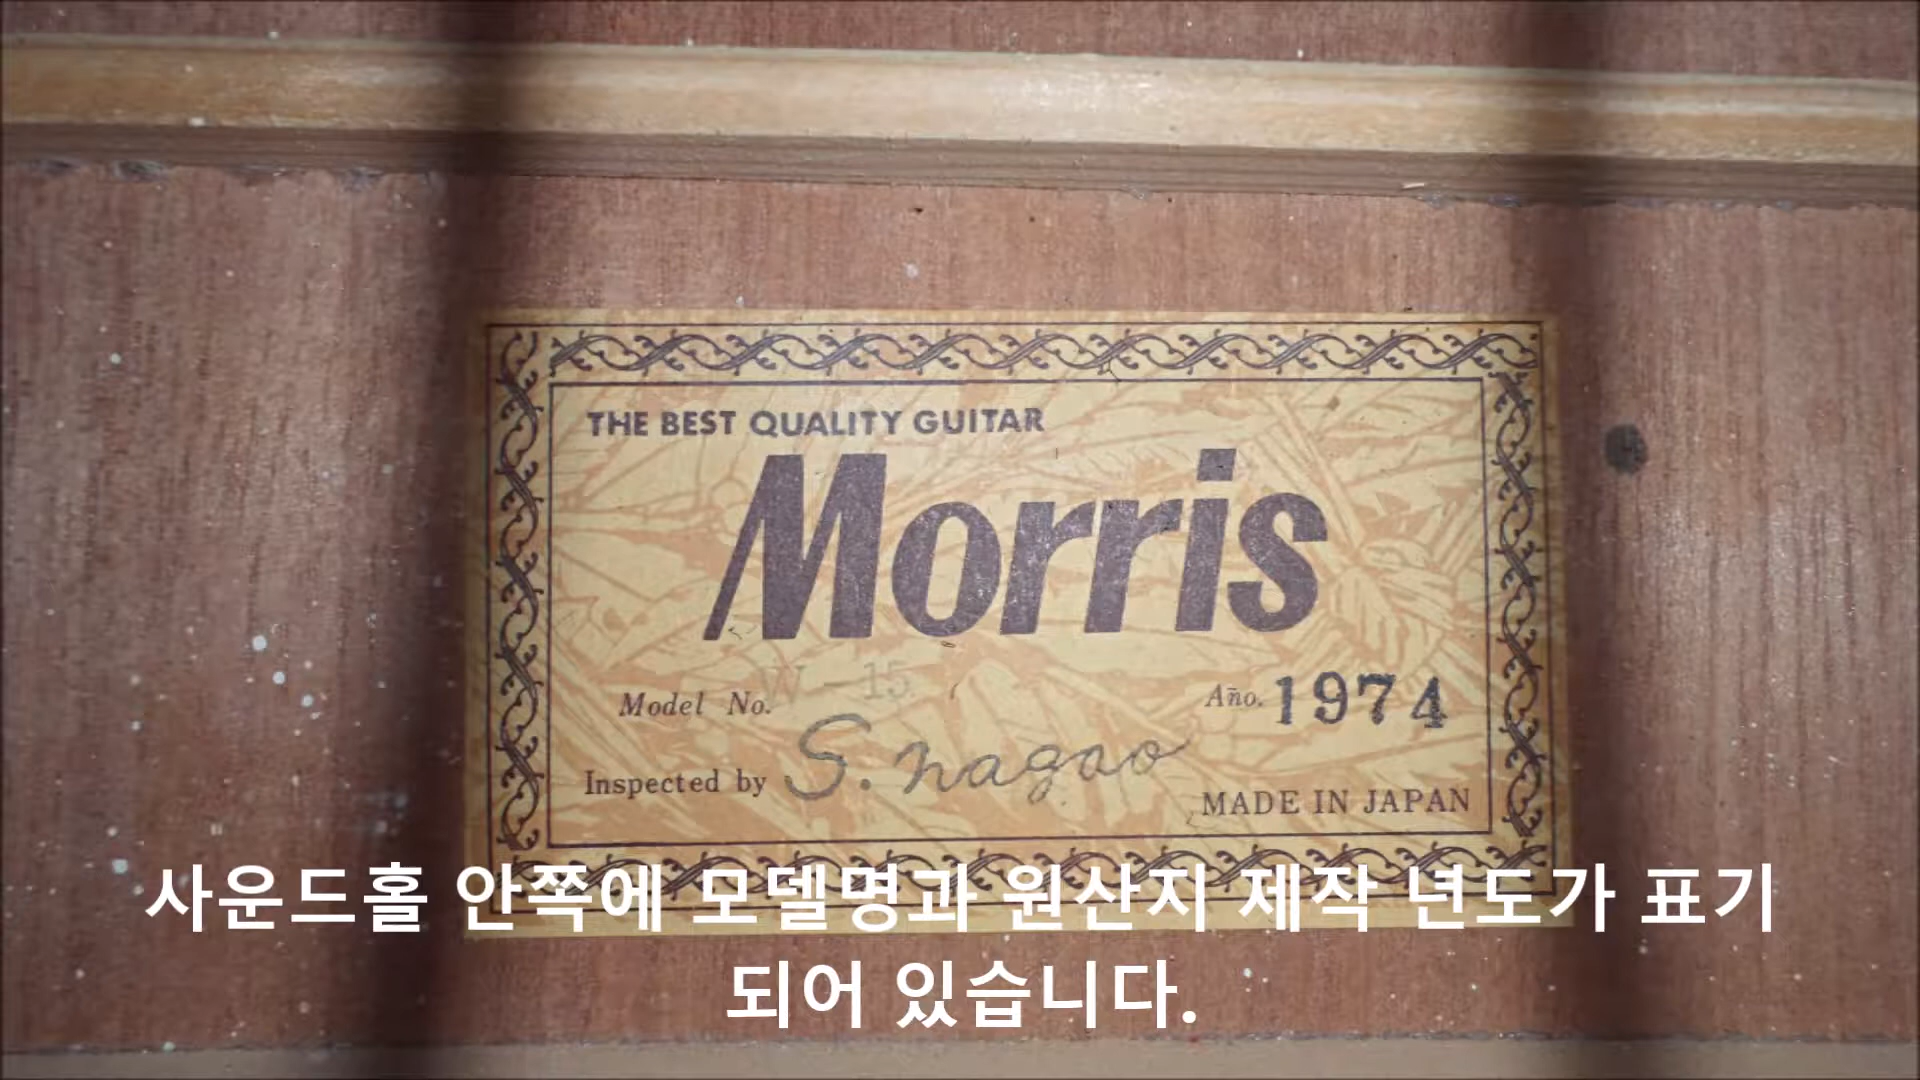 THE BEST QUALITY GUITAR
Morris
Model No. W-15
Año. 1974
Inspected by S. nagao
MADE IN JAPAN
사운드홀 안쪽에 모델명과 원산지 제작 년도가 표기
되어 있습니다.